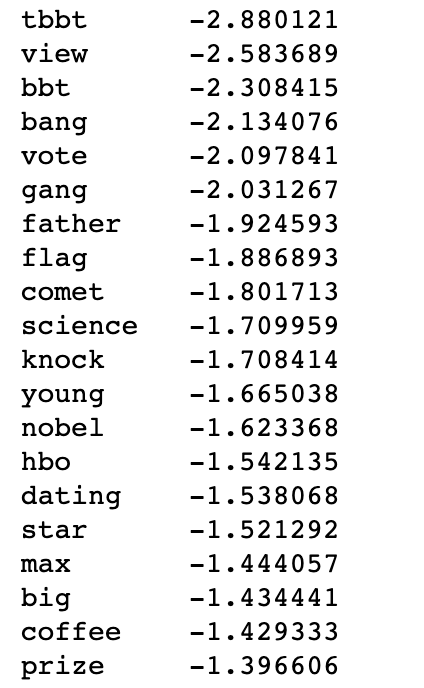 tbbt -2.880121
view -2.583689
bbt -2.308415
bang -2.134076
vote -2.097841
gang -2.031267
father -1.924593
flag -1.886893
comet -1.801713
science -1.709959
knock -1.708414
young -1.665038
nobel -1.623368
hbo -1.542135
dating -1.538068
star -1.521292
max -1.444057
big -1.434441
coffee -1.429333
prize -1.396606